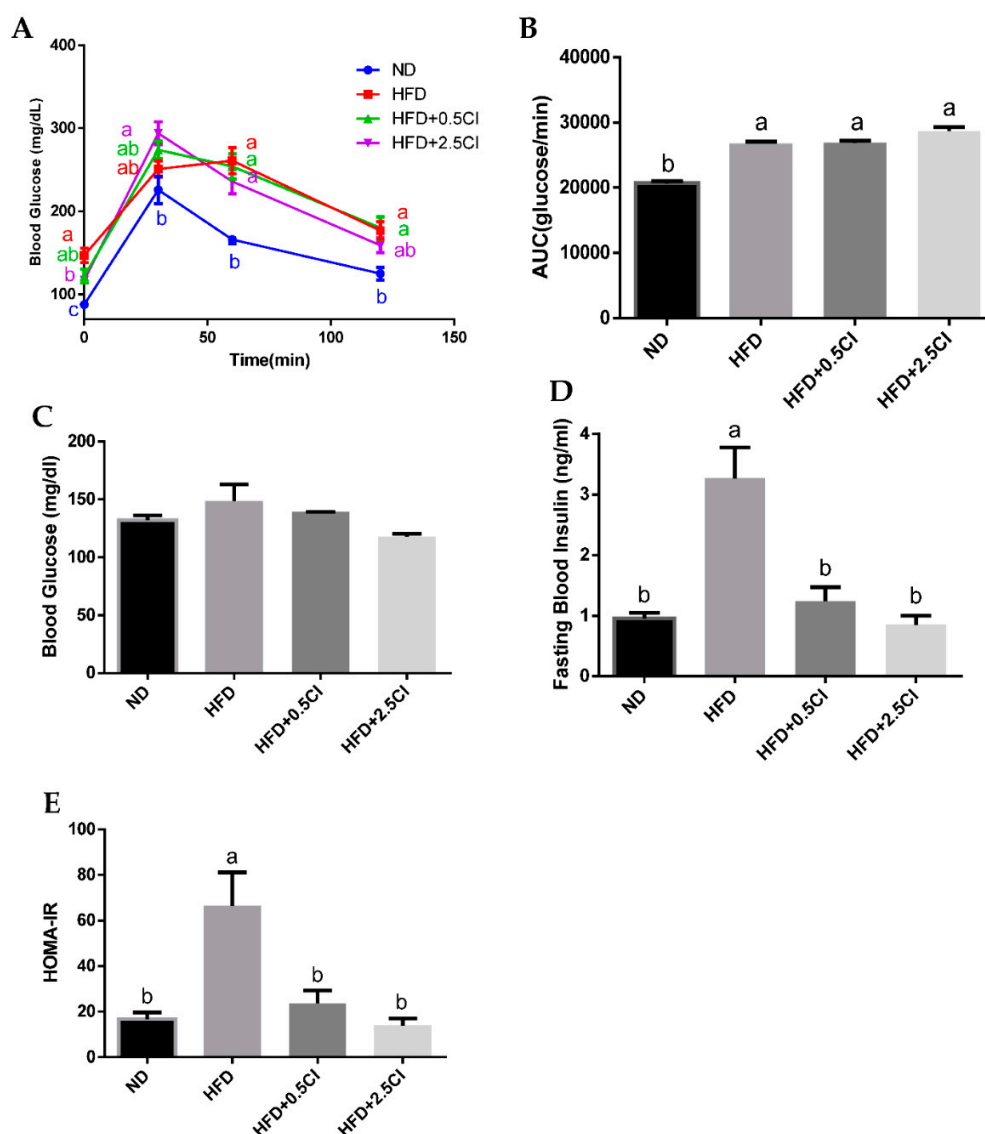 A
400
300
200
100
Blood Glucose (mg/dL)
ND
HFD
HFD+0.5CI
HFD+2.5CI
a
ab
ab
b
a
a
a
b
a
a
ab
b
a
ab
b
c
0
50
100
150
Time(min)
B
40000
30000
20000
10000
0
AUC(glucose/min)
b
a
a
a
ND
HFD
HFD+0.5CI
HFD+2.5CI
C
200
150
100
50
0
Blood Glucose (mg/dl)
ND
HFD
HFD+0.5CI
HFD+2.5CI
D
4
3
2
1
0
Fasting Blood Insulin (ng/ml)
b
a
b
b
ND
HFD
HFD+0.5CI
HFD+2.5CI
E
100
80
60
40
20
0
HOMA-IR
b
a
b
b
ND
HFD
HFD+0.5CI
HFD+2.5CI